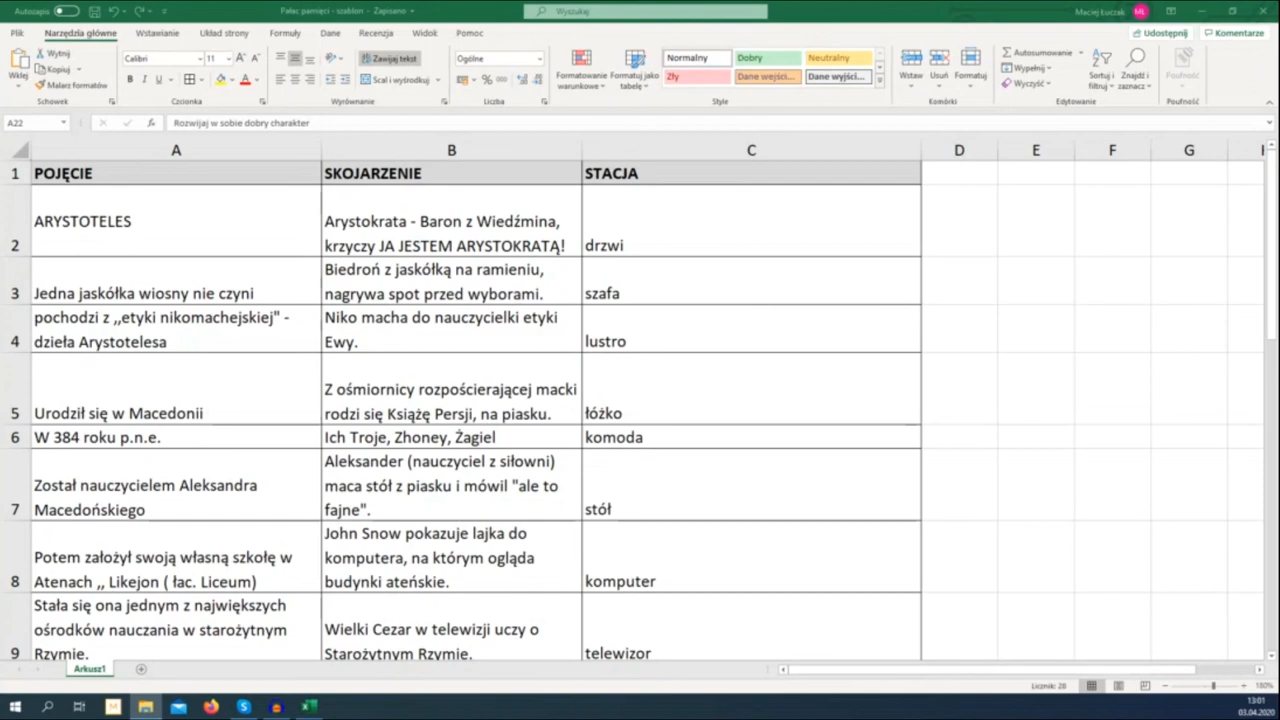 Autozapis
Pałac pamięci - szablon - Zapisano
Wyszukaj
Maciej Łuczak
ML
Plik
Narzędzia główne
Wstawianie
Układ strony
Formuły
Dane
Recenzja
Widok
Pomoc
Udostępnij
Komentarze
Wklej
Wytnij
Kopiuj
Malarz formatów
Schowek
Calibri
11
B I U
Czcionka
Zawijaj tekst
Scal i wyśrodkuj
Wyrównanie
Ogólne
Liczba
Formatowanie warunkowe
Formatuj jako tabelę
Normalny
Dobry
Neutralny
Zły
Dane wejści...
Dane wyjści...
Style
Wstaw
Usuń
Formatuj
Komórki
Autosumowanie
Wypełnij
Wyczyść
Sortuj i filtruj
Znajdź i zaznacz
Edytowanie
Poufność
Poufność
A22
fx
Rozwijaj w sobie dobry charakter
A B C D E F G
1 POJĘCIE SKOJARZENIE STACJA
ARYSTOTELES Arystokrata - Baron z Wiedźmina,
2 krzyczy JA JESTEM ARYSTOKRATĄ! drzwi
Biedroń z jaskółką na ramieniu,
3 Jedna jaskółka wiosny nie czyni nagrywa spot przed wyborami. szafa
pochodzi z ,,etyki nikomachejskiej" - Niko macha do nauczycielki etyki
4 dzieła Arystotelesa Ewy. lustro
Z ośmiornicy rozpościerającej macki
5 Urodził się w Macedonii rodzi się Książę Persji, na piasku. łóżko
6 W 384 roku p.n.e. Ich Troje, Zhoney, Żagiel komoda
Aleksander (nauczyciel z siłowni)
Został nauczycielem Aleksandra maca stół z piasku i mówił "ale to
7 Macedońskiego fajne". stół
John Snow pokazuje lajka do
Potem założył swoją własną szkołę w komputera, na którym ogląda
8 Atenach ,, Likejon ( łac. Liceum) budynki ateńskie. komputer
Stała się ona jednym z największych
ośrodków nauczania w starożytnym Wielki Cezar w telewizji uczy o
9 Rzymie. Starożytnym Rzymie. telewizor
Arkusz1
Licznik: 28
180%
13:01
03.04.2020